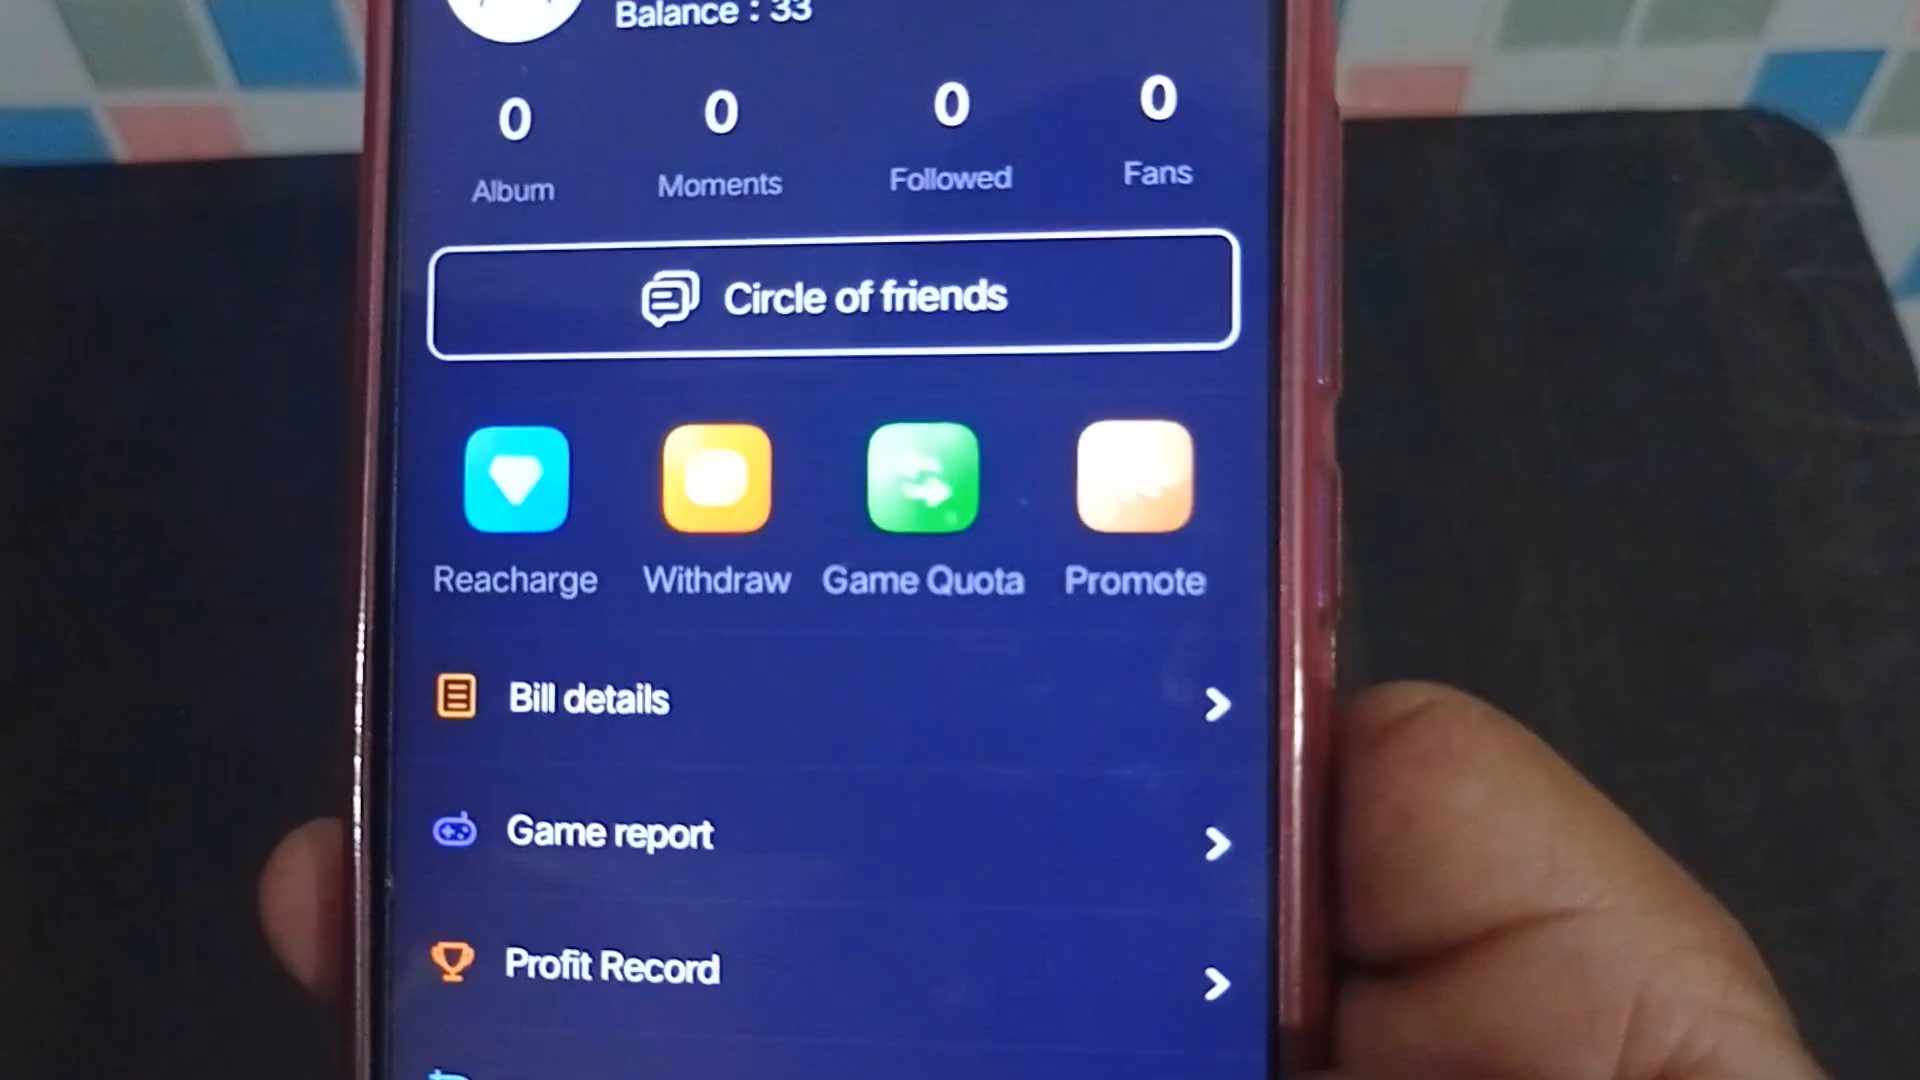 Balance : 33
0 0 0 0
Album Moments Followed Fans
Circle of friends
Reacharge Withdraw Game Quota Promote
Bill details
Game report
Profit Record